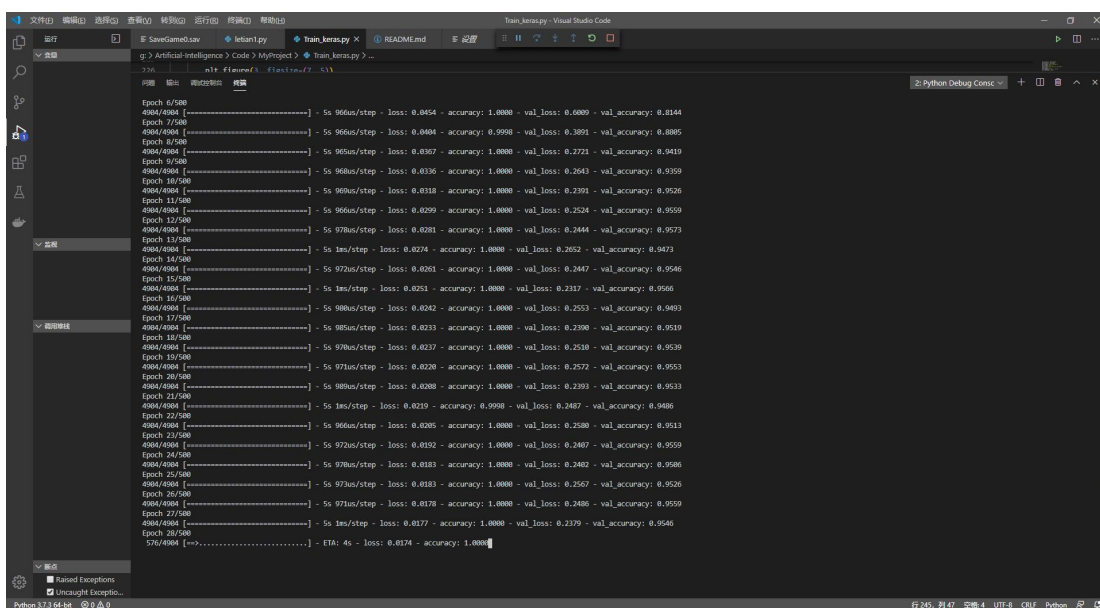 文件(F) 编辑(E) 选择(S) 查看(V) 转到(G) 运行(R) 终端(T) 帮助(H)
Train_keras.py - Visual Studio Code
运行
SaveGame0.sav letian1.py Train_keras.py README.md 设置
变量
g: > Artificial-Intelligence > Code > MyProject > Train_keras.py > ...
226 plt.figure(3, figsize=(7, 5))
问题 输出 调试控制台 终端
2: Python Debug Consc
Epoch 6/500
4904/4904 [==============================] - 5s 966us/step - loss: 0.0454 - accuracy: 1.0000 - val_loss: 0.6009 - val_accuracy: 0.8144
Epoch 7/500
4904/4904 [==============================] - 5s 966us/step - loss: 0.0404 - accuracy: 0.9998 - val_loss: 0.3891 - val_accuracy: 0.8805
Epoch 8/500
4904/4904 [==============================] - 5s 965us/step - loss: 0.0367 - accuracy: 1.0000 - val_loss: 0.2721 - val_accuracy: 0.9419
Epoch 9/500
4904/4904 [==============================] - 5s 968us/step - loss: 0.0336 - accuracy: 1.0000 - val_loss: 0.2643 - val_accuracy: 0.9359
Epoch 10/500
4904/4904 [==============================] - 5s 969us/step - loss: 0.0318 - accuracy: 1.0000 - val_loss: 0.2391 - val_accuracy: 0.9526
Epoch 11/500
4904/4904 [==============================] - 5s 966us/step - loss: 0.0299 - accuracy: 1.0000 - val_loss: 0.2524 - val_accuracy: 0.9559
Epoch 12/500
4904/4904 [==============================] - 5s 978us/step - loss: 0.0281 - accuracy: 1.0000 - val_loss: 0.2444 - val_accuracy: 0.9573
Epoch 13/500
监视
4904/4904 [==============================] - 5s 1ms/step - loss: 0.0274 - accuracy: 1.0000 - val_loss: 0.2652 - val_accuracy: 0.9473
Epoch 14/500
4904/4904 [==============================] - 5s 972us/step - loss: 0.0261 - accuracy: 1.0000 - val_loss: 0.2447 - val_accuracy: 0.9546
Epoch 15/500
4904/4904 [==============================] - 5s 1ms/step - loss: 0.0251 - accuracy: 1.0000 - val_loss: 0.2317 - val_accuracy: 0.9566
Epoch 16/500
4904/4904 [==============================] - 5s 980us/step - loss: 0.0242 - accuracy: 1.0000 - val_loss: 0.2553 - val_accuracy: 0.9493
Epoch 17/500
调用堆栈
4904/4904 [==============================] - 5s 985us/step - loss: 0.0233 - accuracy: 1.0000 - val_loss: 0.2390 - val_accuracy: 0.9519
Epoch 18/500
4904/4904 [==============================] - 5s 970us/step - loss: 0.0237 - accuracy: 1.0000 - val_loss: 0.2510 - val_accuracy: 0.9539
Epoch 19/500
4904/4904 [==============================] - 5s 971us/step - loss: 0.0220 - accuracy: 1.0000 - val_loss: 0.2572 - val_accuracy: 0.9553
Epoch 20/500
4904/4904 [==============================] - 5s 989us/step - loss: 0.0208 - accuracy: 1.0000 - val_loss: 0.2393 - val_accuracy: 0.9533
Epoch 21/500
4904/4904 [==============================] - 5s 1ms/step - loss: 0.0219 - accuracy: 0.9998 - val_loss: 0.2487 - val_accuracy: 0.9486
Epoch 22/500
4904/4904 [==============================] - 5s 966us/step - loss: 0.0205 - accuracy: 1.0000 - val_loss: 0.2580 - val_accuracy: 0.9513
Epoch 23/500
4904/4904 [==============================] - 5s 972us/step - loss: 0.0192 - accuracy: 1.0000 - val_loss: 0.2407 - val_accuracy: 0.9559
Epoch 24/500
4904/4904 [==============================] - 5s 970us/step - loss: 0.0183 - accuracy: 1.0000 - val_loss: 0.2402 - val_accuracy: 0.9506
Epoch 25/500
4904/4904 [==============================] - 5s 973us/step - loss: 0.0183 - accuracy: 1.0000 - val_loss: 0.2567 - val_accuracy: 0.9526
Epoch 26/500
4904/4904 [==============================] - 5s 971us/step - loss: 0.0178 - accuracy: 1.0000 - val_loss: 0.2486 - val_accuracy: 0.9559
Epoch 27/500
4904/4904 [==============================] - 5s 1ms/step - loss: 0.0177 - accuracy: 1.0000 - val_loss: 0.2379 - val_accuracy: 0.9546
Epoch 28/500
576/4904 [==>...........................] - ETA: 4s - loss: 0.0174 - accuracy: 1.0000
断点
Raised Exceptions
Uncaught Exceptio...
Python 3.7.3 64-bit 0 0
行 245，列 47 空格: 4 UTF-8 CRLF Python